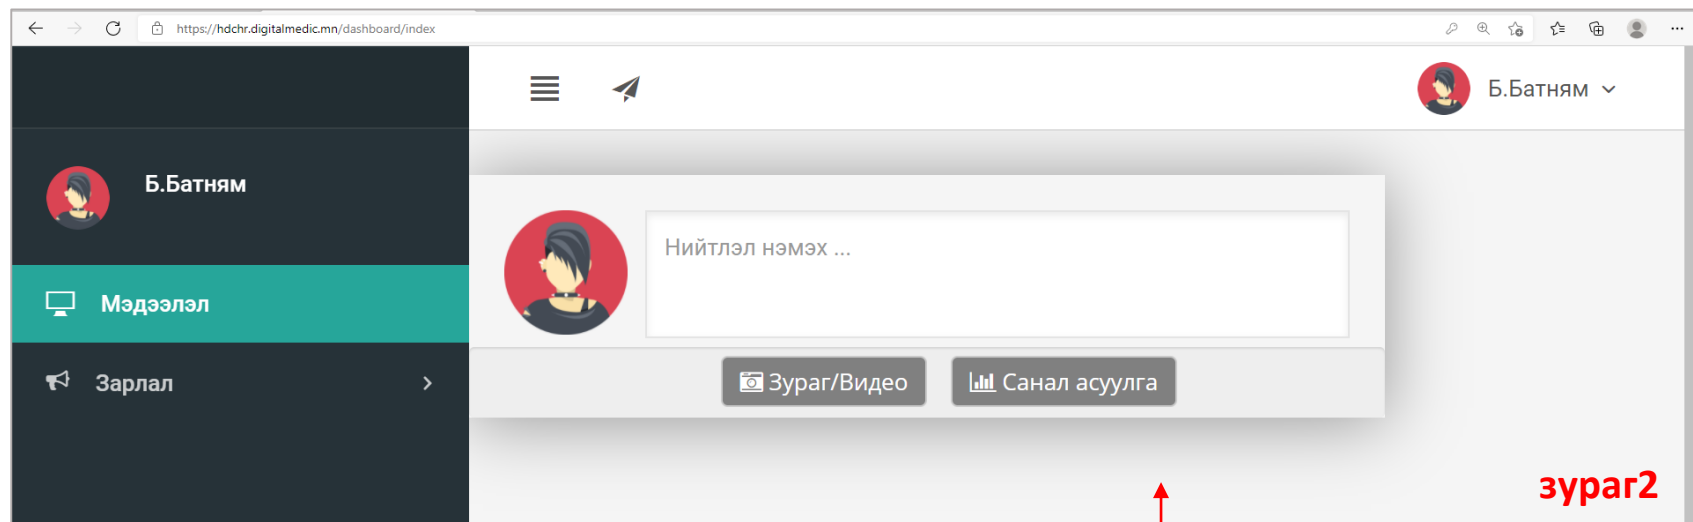 https://hdchr.digitalmedic.mn/dashboard/index
Б.Батням
Б.Батням
Нийтлэл нэмэх ...
Мэдээлэл
Зарлал
Зураг/Видео
Санал асуулга
зураг2